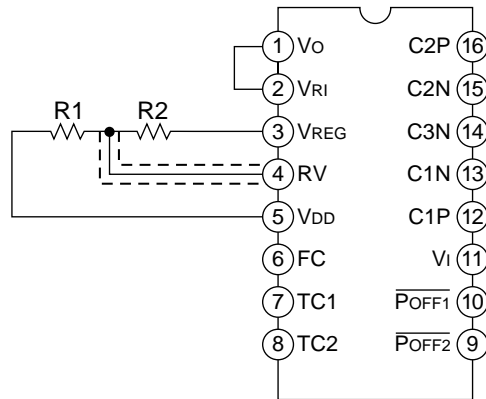 R1 R2
1 VO
2 VRI
3 VREG
4 RV
5 VDD
6 FC
7 TC1
8 TC2
C2P 16
C2N 15
C3N 14
C1N 13
C1P 12
VI 11
POFF1 10
POFF2 9